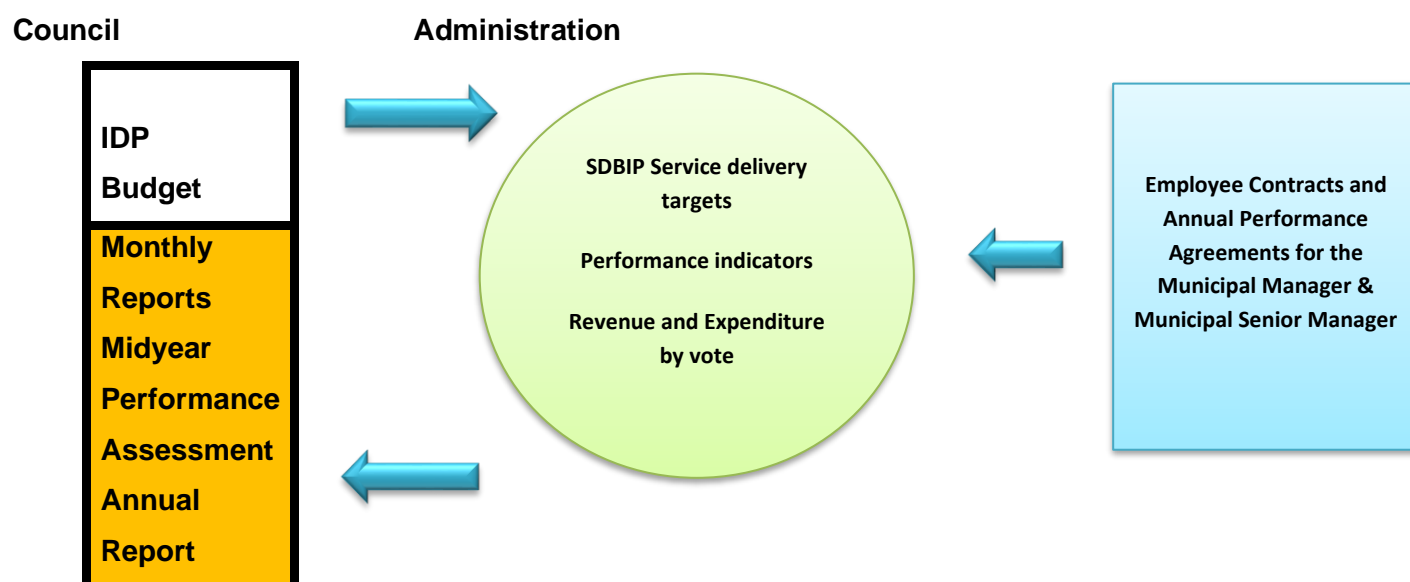 Council
Administration
IDP
Budget
Monthly
Reports
Midyear
Performance
Assessment
Annual
Report
SDBIP Service delivery
targets
Performance indicators
Revenue and Expenditure
by vote
Employee Contracts and
Annual Performance
Agreements for the
Municipal Manager &
Municipal Senior Manager